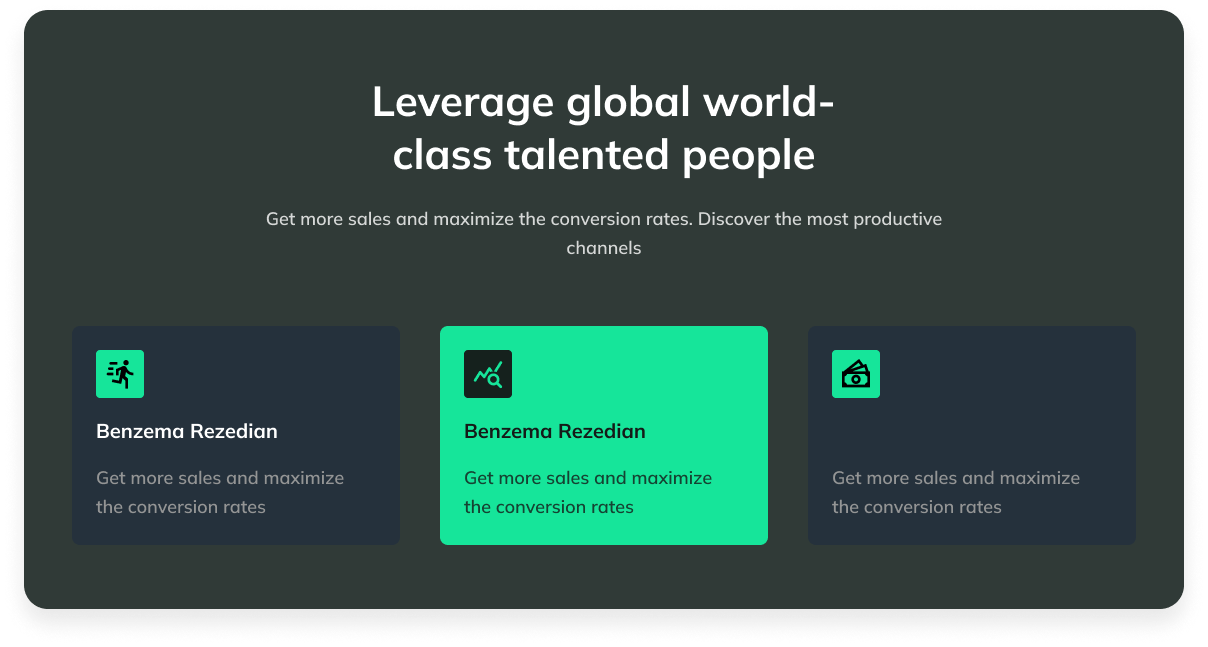 Leverage global world-
class talented people
Get more sales and maximize the conversion rates. Discover the most productive
channels
Benzema Rezedian
Get more sales and maximize
the conversion rates
Benzema Rezedian
Get more sales and maximize
the conversion rates
Get more sales and maximize
the conversion rates